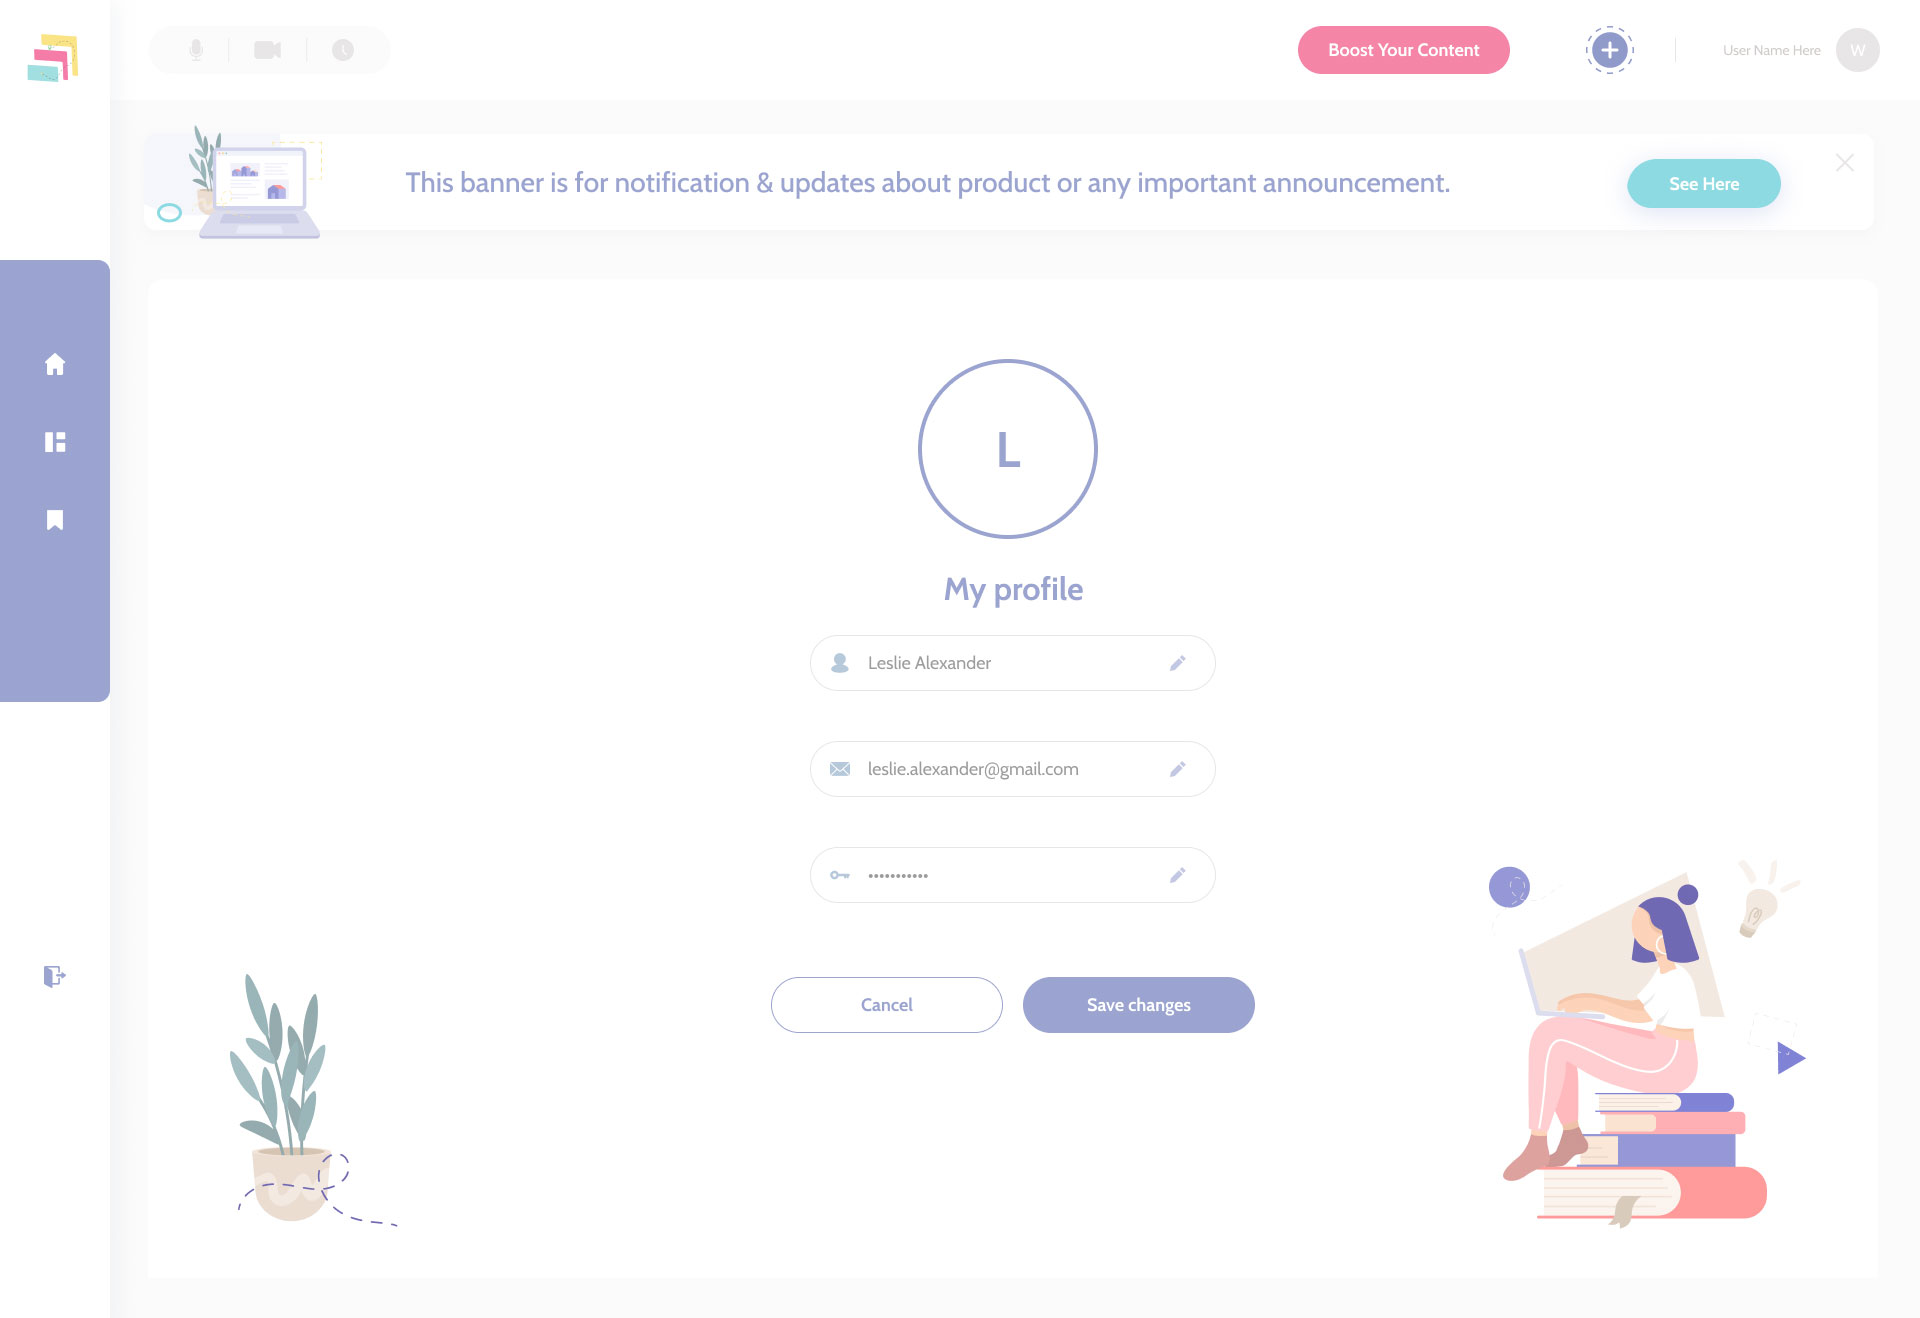 Boost Your Content
User Name Here
W
This banner is for notification & updates about product or any important announcement.
See Here
L
My profile
Leslie Alexander
leslie.alexander@gmail.com
•••••••••••
Cancel
Save changes